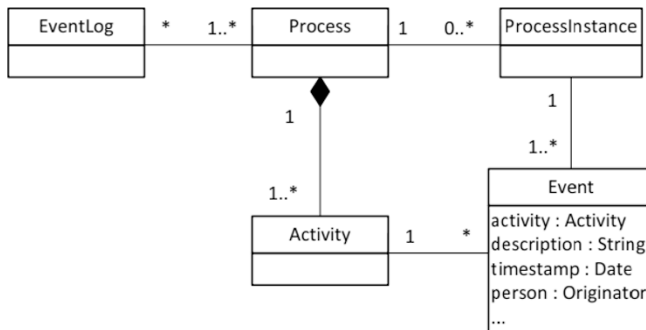 EventLog
*
1..*
Process
1
0..*
ProcessInstance
1
1..*
1
1..*
Activity
1
*
Event
activity : Activity
description : String
timestamp : Date
person : Originator
...